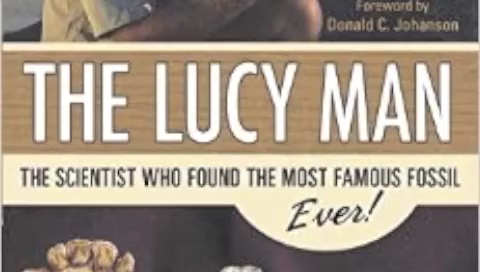 Foreword by
Donald C. Johanson
THE LUCY MAN
THE SCIENTIST WHO FOUND THE MOST FAMOUS FOSSIL
Ever!